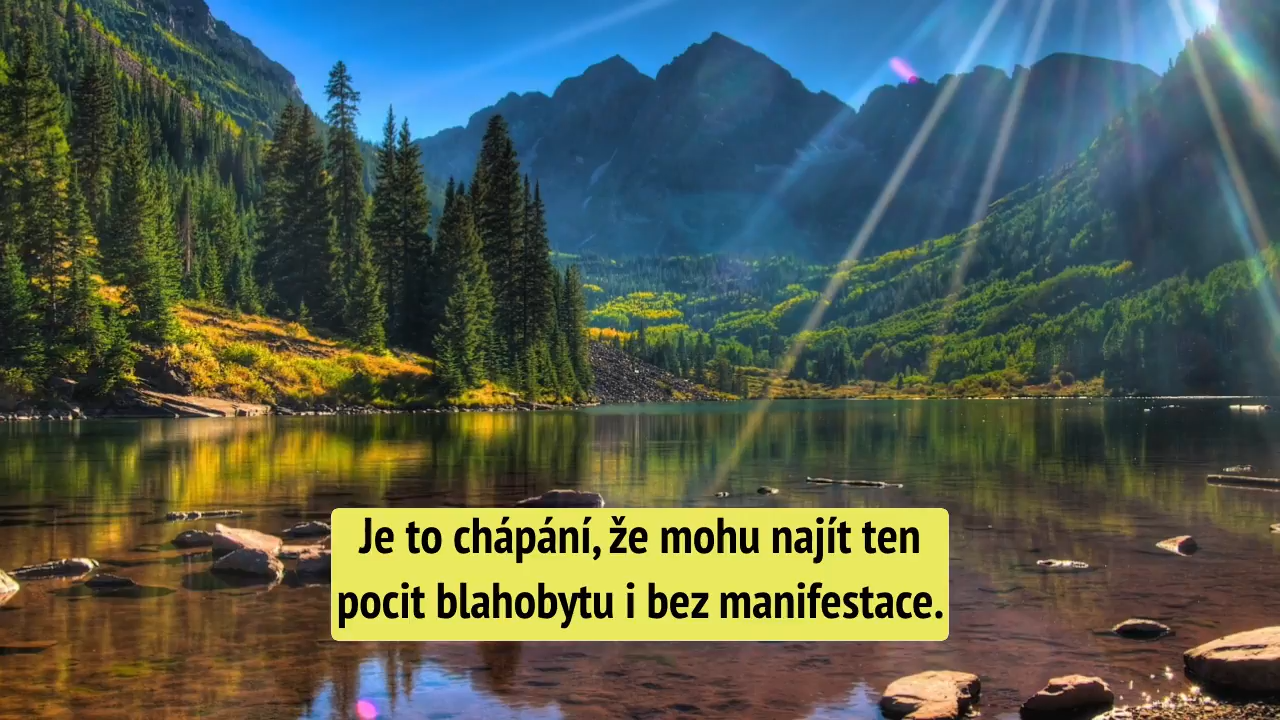 Je to chápání, že mohu najít ten
pocit blahobytu i bez manifestace.